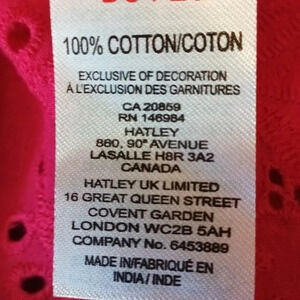 100% COTTON/COTON
EXCLUSIVE OF DECORATION
À L'EXCLUSION DES GARNITURES
CA 20859
RN 146984
HATLEY
860, 90ᵉ AVENUE
LASALLE H8R 3A2
CANADA
HATLEY UK LIMITED
16 GREAT QUEEN STREET
COVENT GARDEN
LONDON WC2B 5AH
COMPANY No. 6453889
MADE IN/FABRIQUÉ EN
INDIA / INDE